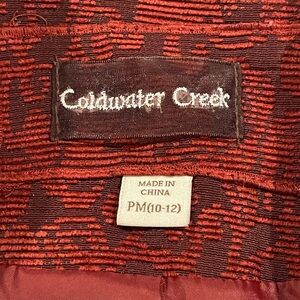 Coldwater Creek
MADE IN
CHINA
PM(10-12)